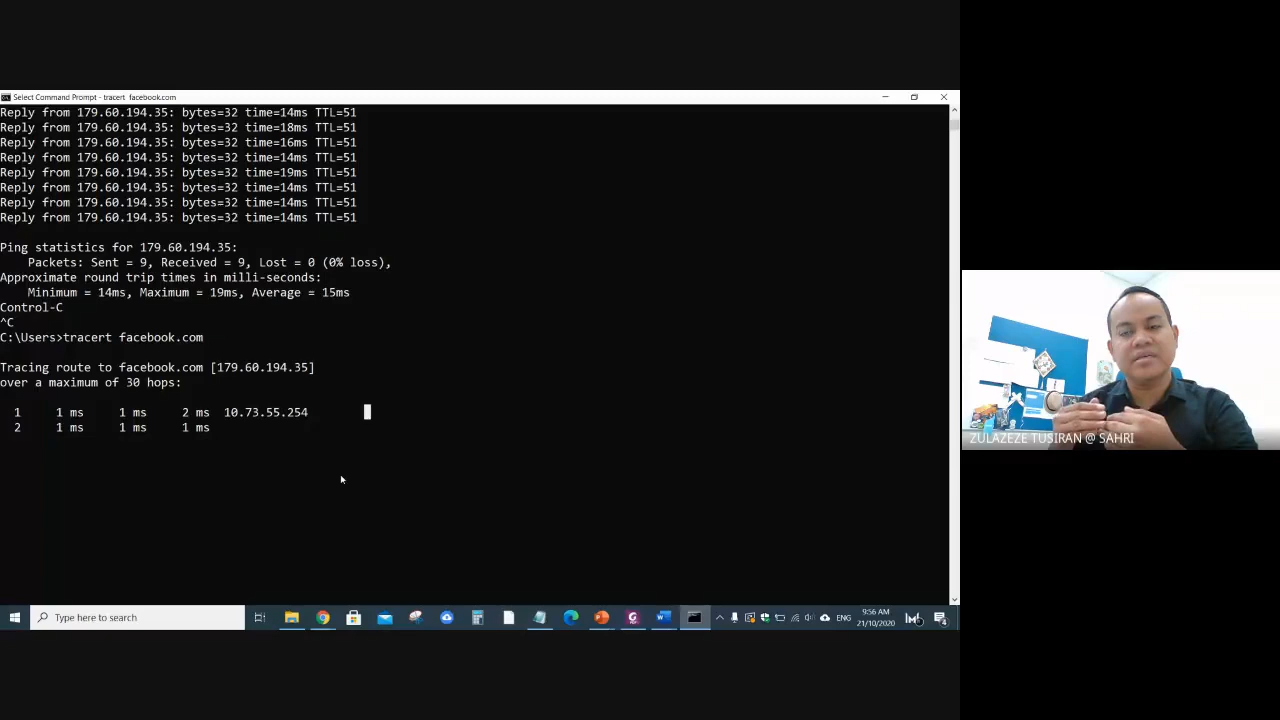 Select Command Prompt - tracert facebook.com
Reply from 179.60.194.35: bytes=32 time=14ms TTL=51
Reply from 179.60.194.35: bytes=32 time=18ms TTL=51
Reply from 179.60.194.35: bytes=32 time=16ms TTL=51
Reply from 179.60.194.35: bytes=32 time=14ms TTL=51
Reply from 179.60.194.35: bytes=32 time=19ms TTL=51
Reply from 179.60.194.35: bytes=32 time=14ms TTL=51
Reply from 179.60.194.35: bytes=32 time=14ms TTL=51
Reply from 179.60.194.35: bytes=32 time=14ms TTL=51
Ping statistics for 179.60.194.35:
Packets: Sent = 9, Received = 9, Lost = 0 (0% loss),
Approximate round trip times in milli-seconds:
Minimum = 14ms, Maximum = 19ms, Average = 15ms
Control-C
^C
C:\Users>tracert facebook.com
Tracing route to facebook.com [179.60.194.35]
over a maximum of 30 hops:
1 1 ms 1 ms 2 ms 10.73.55.254
2 1 ms 1 ms 1 ms
ZULAZEZE TUSIRAN @ SAHRI
Type here to search
ENG
9:56 AM
21/10/2020